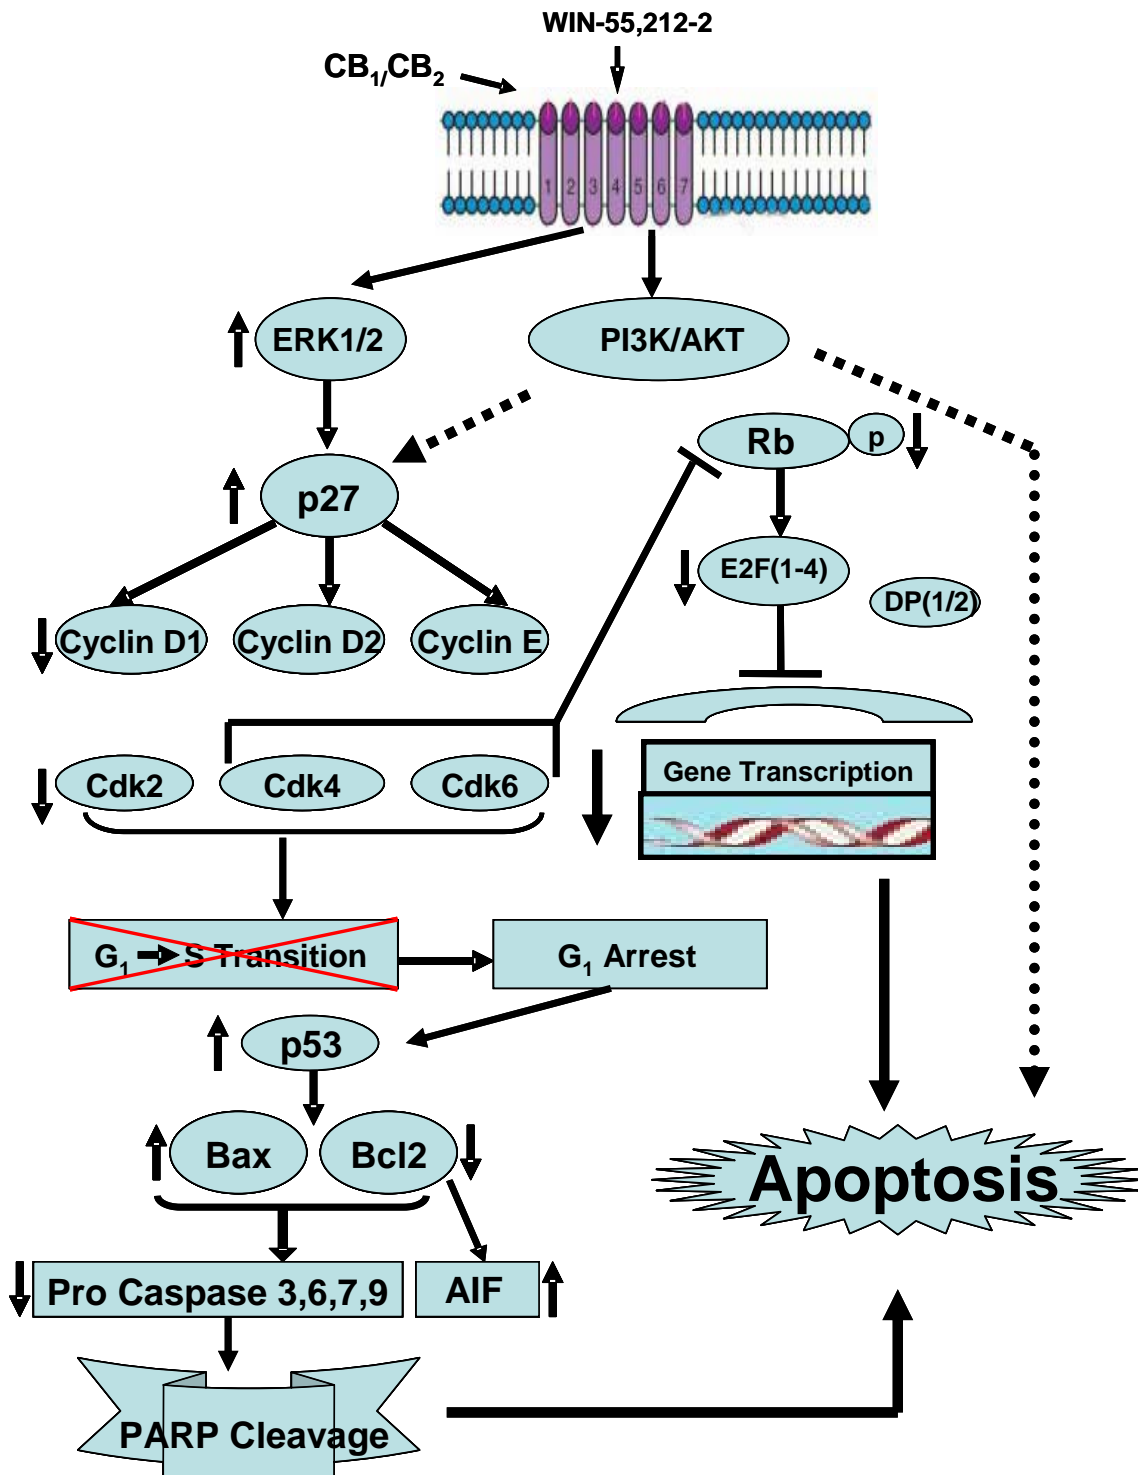 WIN-55,212-2
CB1/CB2
1 2 3 4 5 6 7
ERK1/2
PI3K/AKT
Rb
p
p27
E2F(1-4)
DP(1/2)
Cyclin D1
Cyclin D2
Cyclin E
Cdk2
Cdk4
Cdk6
Gene Transcription
G1 S Transition
G1 Arrest
p53
Bax
Bcl2
Apoptosis
Pro Caspase 3,6,7,9
AIF
PARP Cleavage